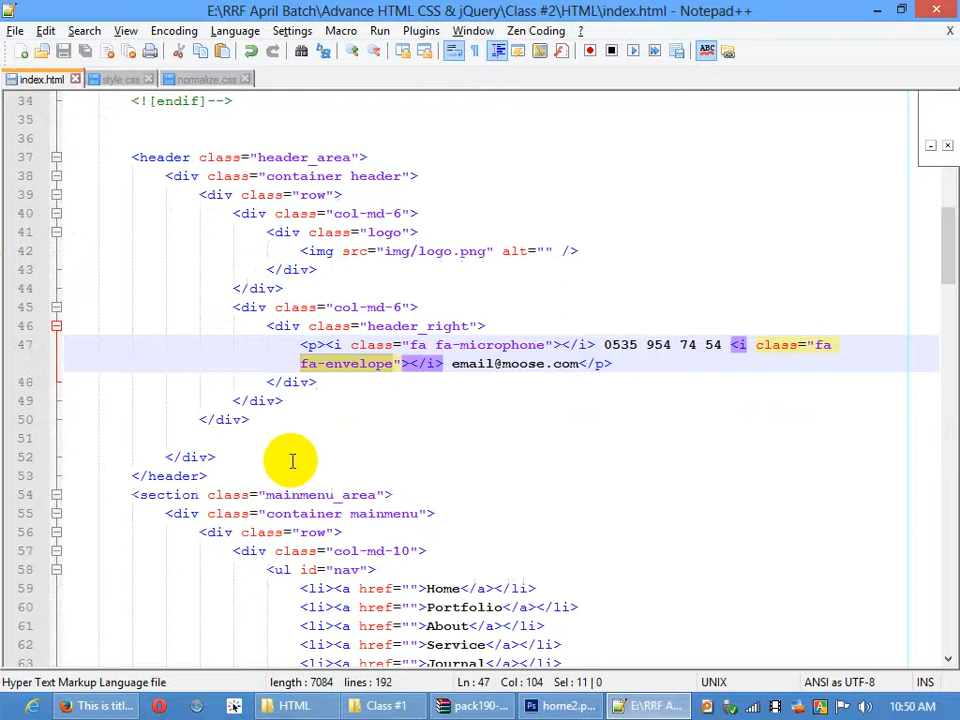 E:\RRF April Batch\Advance HTML CSS & jQuery\Class #2\HTML\index.html - Notepad++
File Edit Search View Encoding Language Settings Macro Run Plugins Window Zen Coding ? X
ABC
index.html style.css normalize.css
34 <![endif]-->
35
36
37 <header class="header_area">
38 <div class="container header">
39 <div class="row">
40 <div class="col-md-6">
41 <div class="logo">
42 <img src="img/logo.png" alt="" />
43 </div>
44 </div>
45 <div class="col-md-6">
46 <div class="header_right">
47 <p><i class="fa fa-microphone"></i> 0535 954 74 54 <i class="fa
fa-envelope"></i> email@moose.com</p>
48 </div>
49 </div>
50 </div>
51
52 </div>
53 </header>
54 <section class="mainmenu_area">
55 <div class="container mainmenu">
56 <div class="row">
57 <div class="col-md-10">
58 <ul id="nav">
59 <li><a href="">Home</a></li>
60 <li><a href="">Portfolio</a></li>
61 <li><a href="">About</a></li>
62 <li><a href="">Service</a></li>
63 <li><a href="">Journal</a></li>
Hyper Text Markup Language file length : 7084 lines : 192 Ln : 47 Col : 104 Sel : 11 | 0 UNIX ANSI as UTF-8 INS
This is titl... HTML Class #1 pack190-... home2.p... E:\RRF A... 10:50 AM